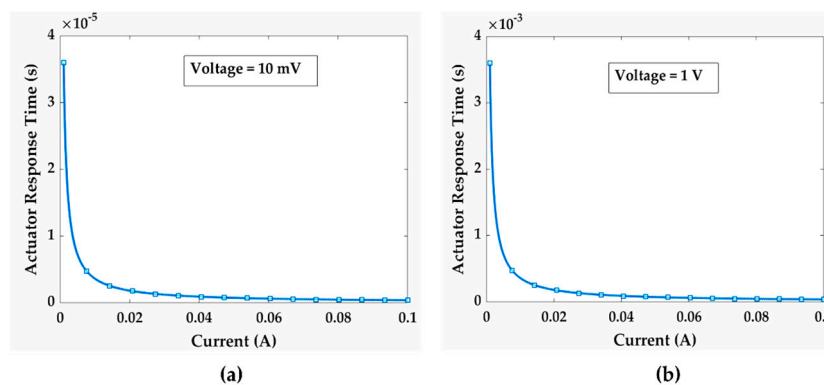 ×10⁻⁵
4
3
2
1
0
Actuator Response Time (s)
Voltage = 10 mV
0 0.02 0.04 0.06 0.08 0.1
Current (A)
(a)
×10⁻³
4
3
2
1
0
Actuator Response Time (s)
Voltage = 1 V
0 0.02 0.04 0.06 0.08
Current (A)
(b)